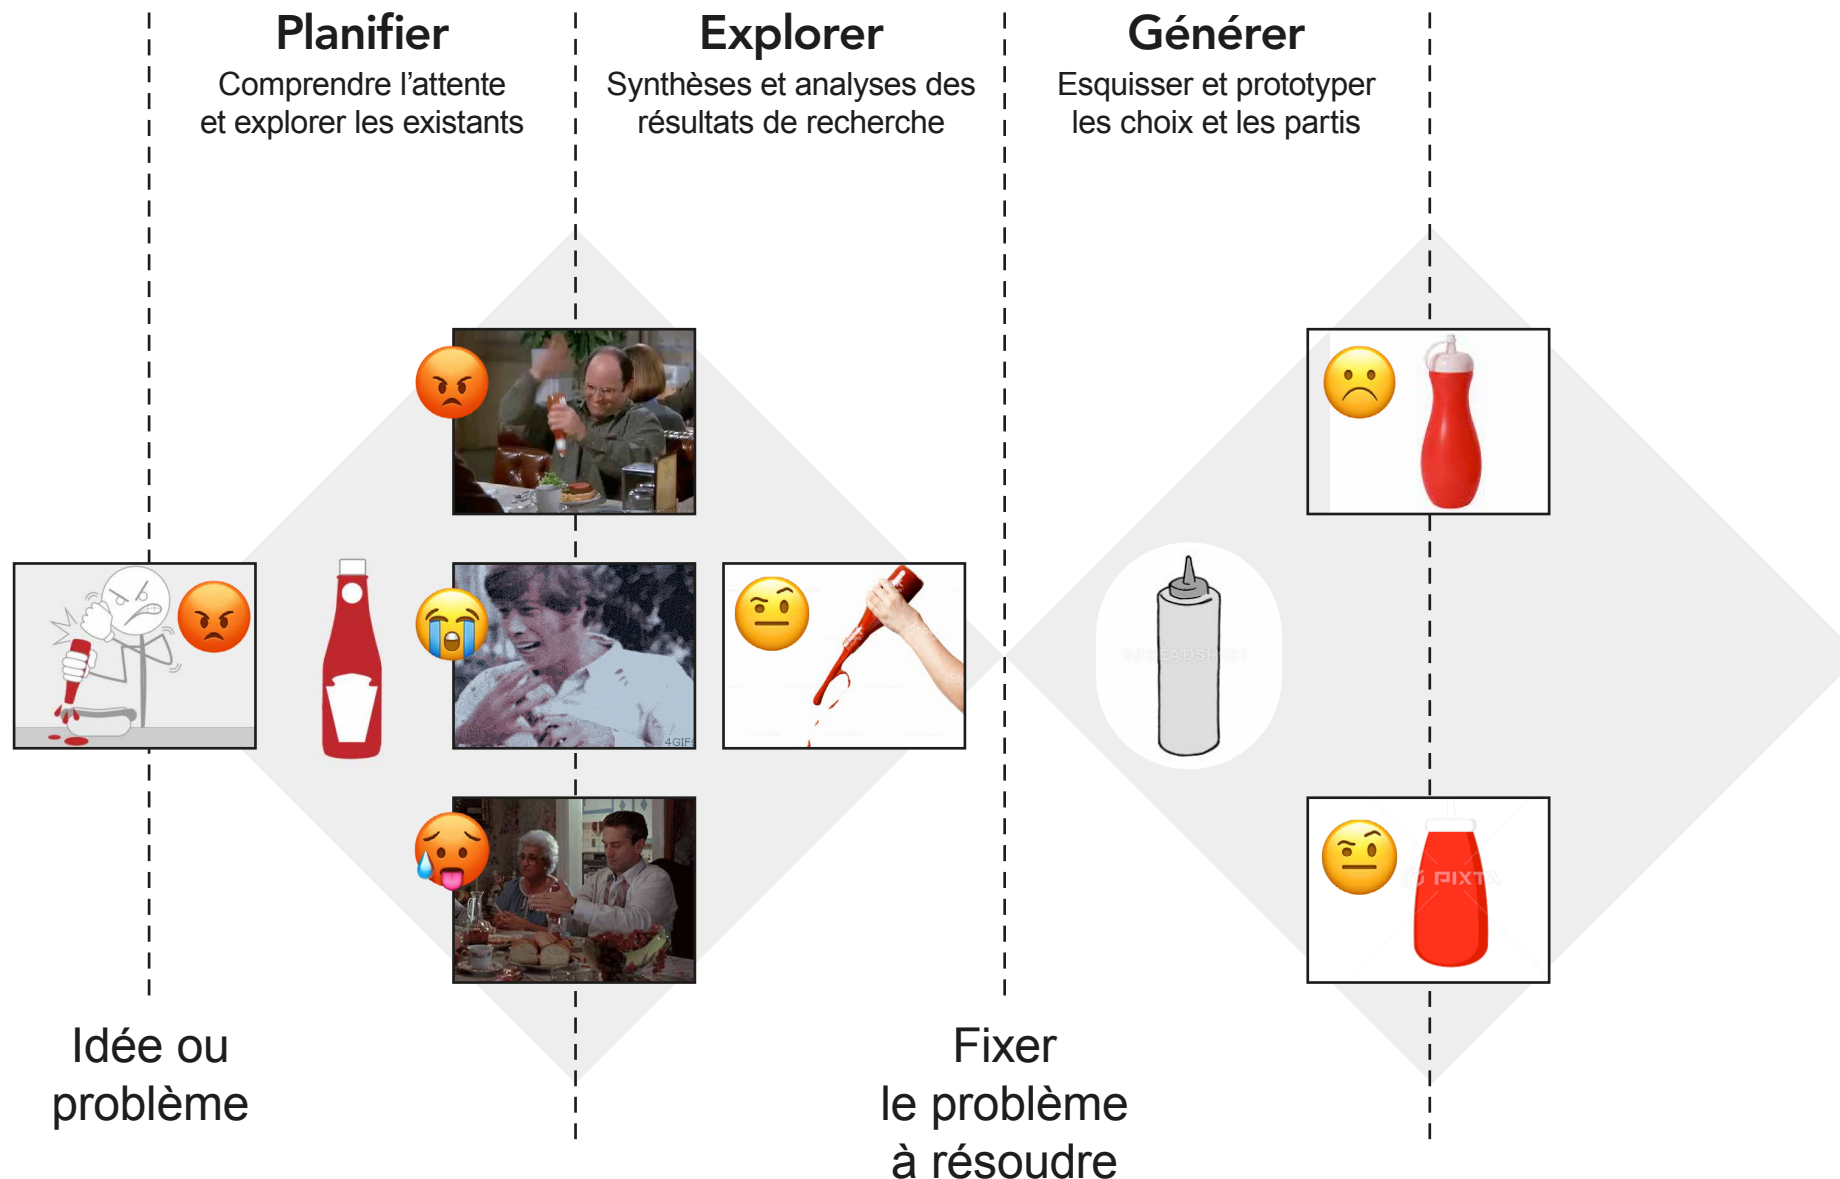 Planifier
Comprendre l’attente
et explorer les existants
Explorer
Synthèses et analyses des
résultats de recherche
Générer
Esquisser et prototyper
les choix et les partis
4GIFs
PIXTA
Idée ou
problème
Fixer
le problème
à résoudre